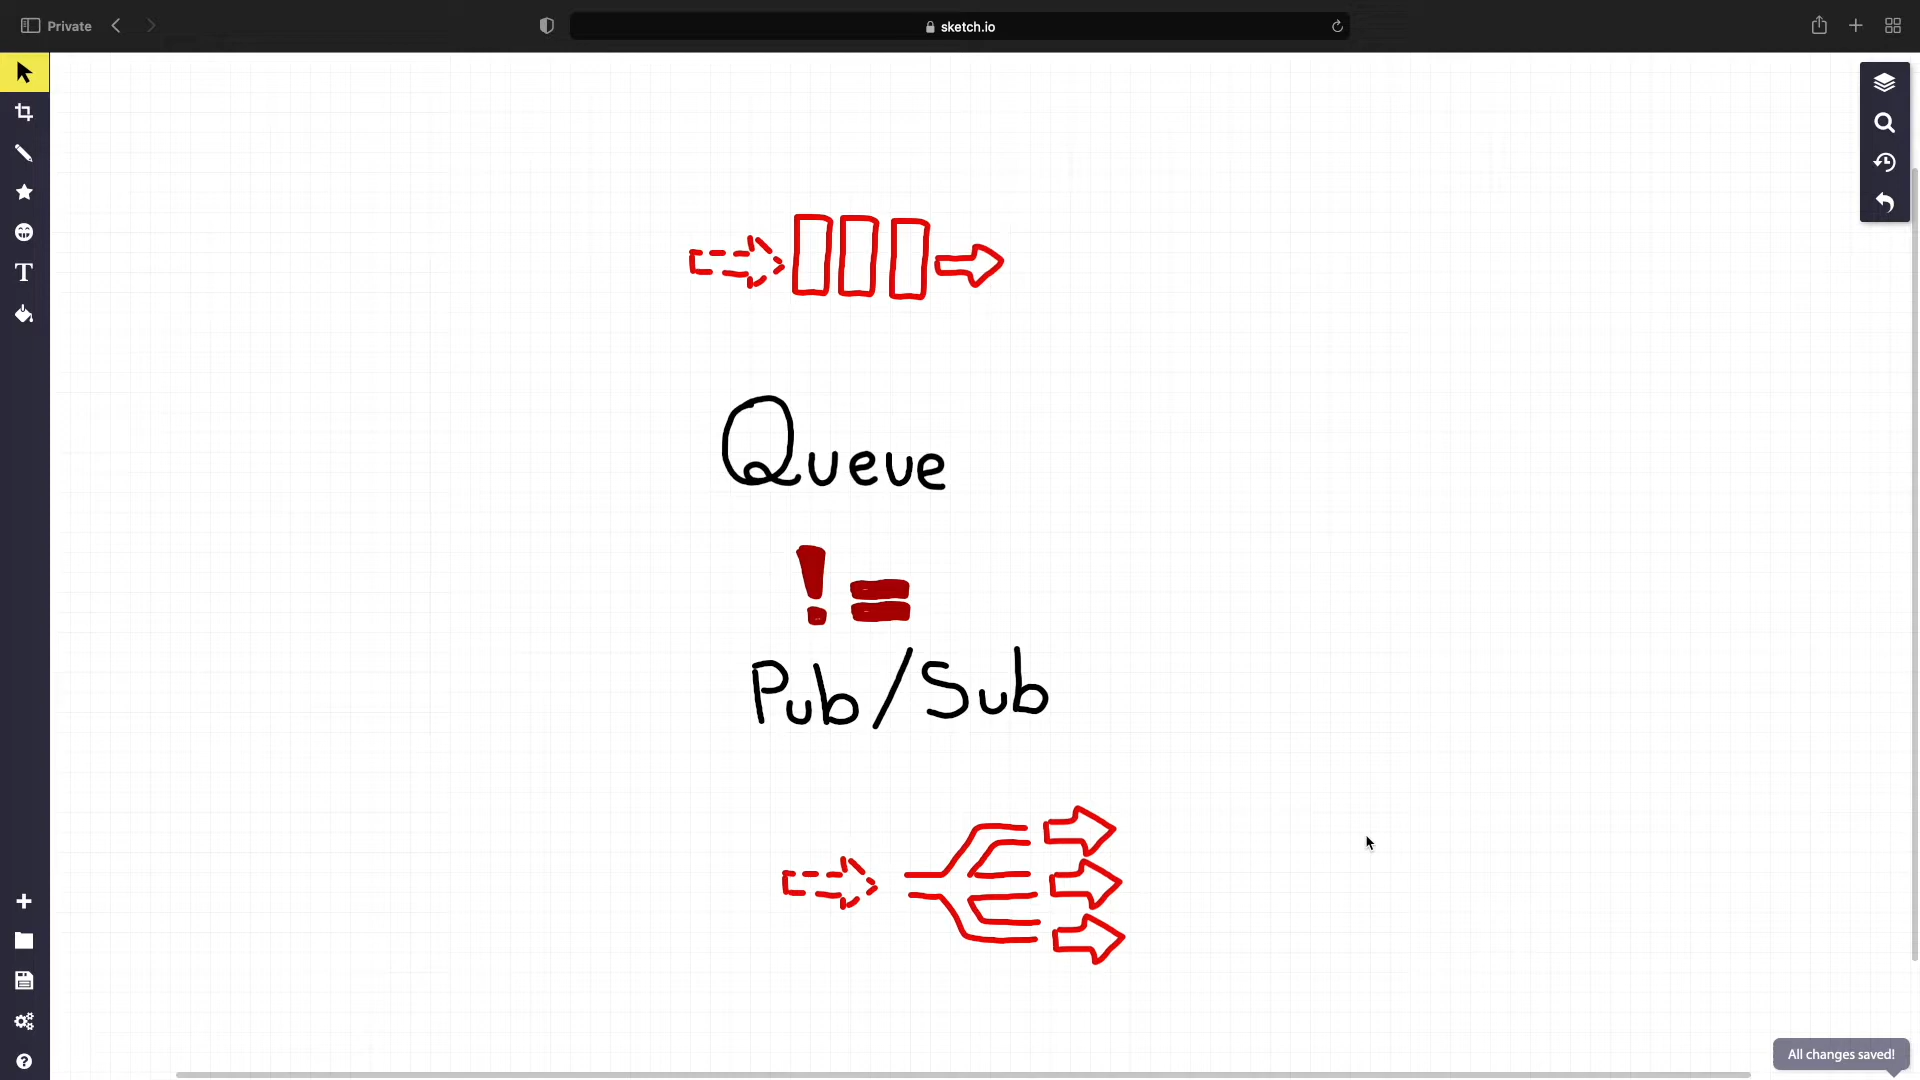 Private
sketch.io
Queue
!=
Pub/Sub
All changes saved!